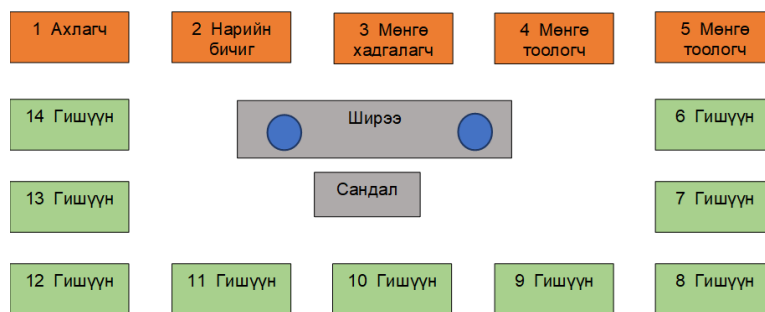 1 Ахлагч
2 Нарийн
бичиг
3 Мөнгө
хадгалагч
4 Мөнгө
тоологч
5 Мөнгө
тоологч
14 Гишүүн
Ширээ
6 Гишүүн
13 Гишүүн
Сандал
7 Гишүүн
12 Гишүүн
11 Гишүүн
10 Гишүүн
9 Гишүүн
8 Гишүүн